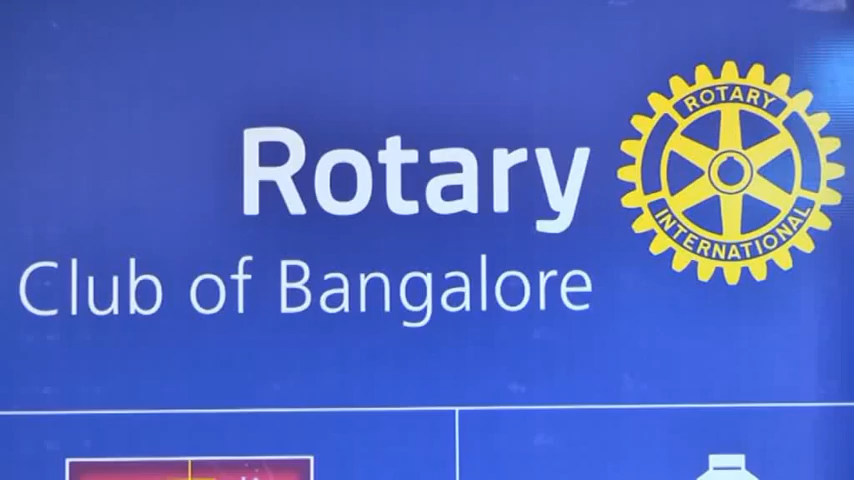 Rotary
Club of Bangalore
ROTARY
INTERNATIONAL